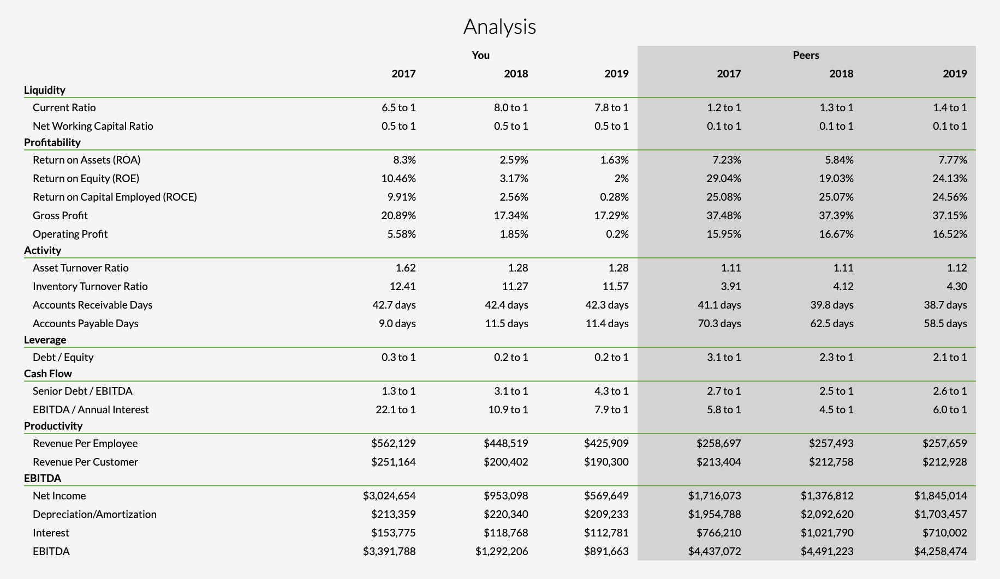 Analysis
You Peers
2017 2018 2019 2017 2018 2019
Liquidity
Current Ratio 6.5 to 1 8.0 to 1 7.8 to 1 1.2 to 1 1.3 to 1 1.4 to 1
Net Working Capital Ratio 0.5 to 1 0.5 to 1 0.5 to 1 0.1 to 1 0.1 to 1 0.1 to 1
Profitability
Return on Assets (ROA) 8.3% 2.59% 1.63% 7.23% 5.84% 7.77%
Return on Equity (ROE) 10.46% 3.17% 2% 29.04% 19.03% 24.13%
Return on Capital Employed (ROCE) 9.91% 2.56% 0.28% 25.08% 25.07% 24.56%
Gross Profit 20.89% 17.34% 17.29% 37.48% 37.39% 37.15%
Operating Profit 5.58% 1.85% 0.2% 15.95% 16.67% 16.52%
Activity
Asset Turnover Ratio 1.62 1.28 1.28 1.11 1.11 1.12
Inventory Turnover Ratio 12.41 11.27 11.57 3.91 4.12 4.30
Accounts Receivable Days 42.7 days 42.4 days 42.3 days 41.1 days 39.8 days 38.7 days
Accounts Payable Days 9.0 days 11.5 days 11.4 days 70.3 days 62.5 days 58.5 days
Leverage
Debt / Equity 0.3 to 1 0.2 to 1 0.2 to 1 3.1 to 1 2.3 to 1 2.1 to 1
Cash Flow
Senior Debt / EBITDA 1.3 to 1 3.1 to 1 4.3 to 1 2.7 to 1 2.5 to 1 2.6 to 1
EBITDA / Annual Interest 22.1 to 1 10.9 to 1 7.9 to 1 5.8 to 1 4.5 to 1 6.0 to 1
Productivity
Revenue Per Employee $562,129 $448,519 $425,909 $258,697 $257,493 $257,659
Revenue Per Customer $251,164 $200,402 $190,300 $213,404 $212,758 $212,928
EBITDA
Net Income $3,024,654 $953,098 $569,649 $1,716,073 $1,376,812 $1,845,014
Depreciation/Amortization $213,359 $220,340 $209,233 $1,954,788 $2,092,620 $1,703,457
Interest $153,775 $118,768 $112,781 $766,210 $1,021,790 $710,002
EBITDA $3,391,788 $1,292,206 $891,663 $4,437,072 $4,491,223 $4,258,474